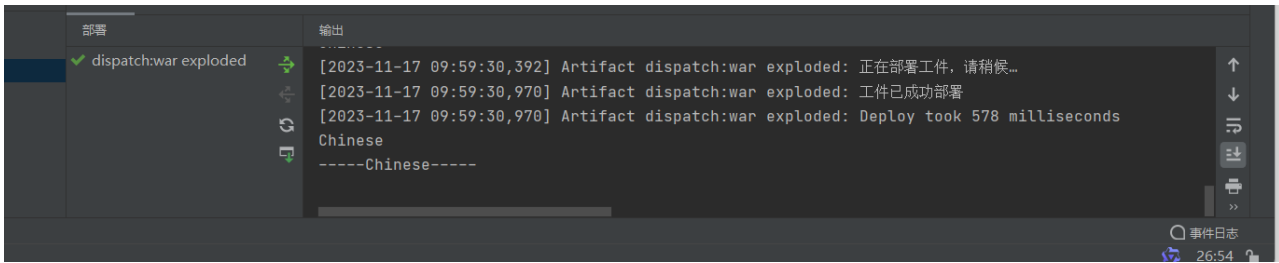 部署
输出
dispatch:war exploded
[2023-11-17 09:59:30,392] Artifact dispatch:war exploded: 正在部署工件，请稍候…
[2023-11-17 09:59:30,970] Artifact dispatch:war exploded: 工件已成功部署
[2023-11-17 09:59:30,970] Artifact dispatch:war exploded: Deploy took 578 milliseconds
Chinese
-----Chinese-----
事件日志
26:54